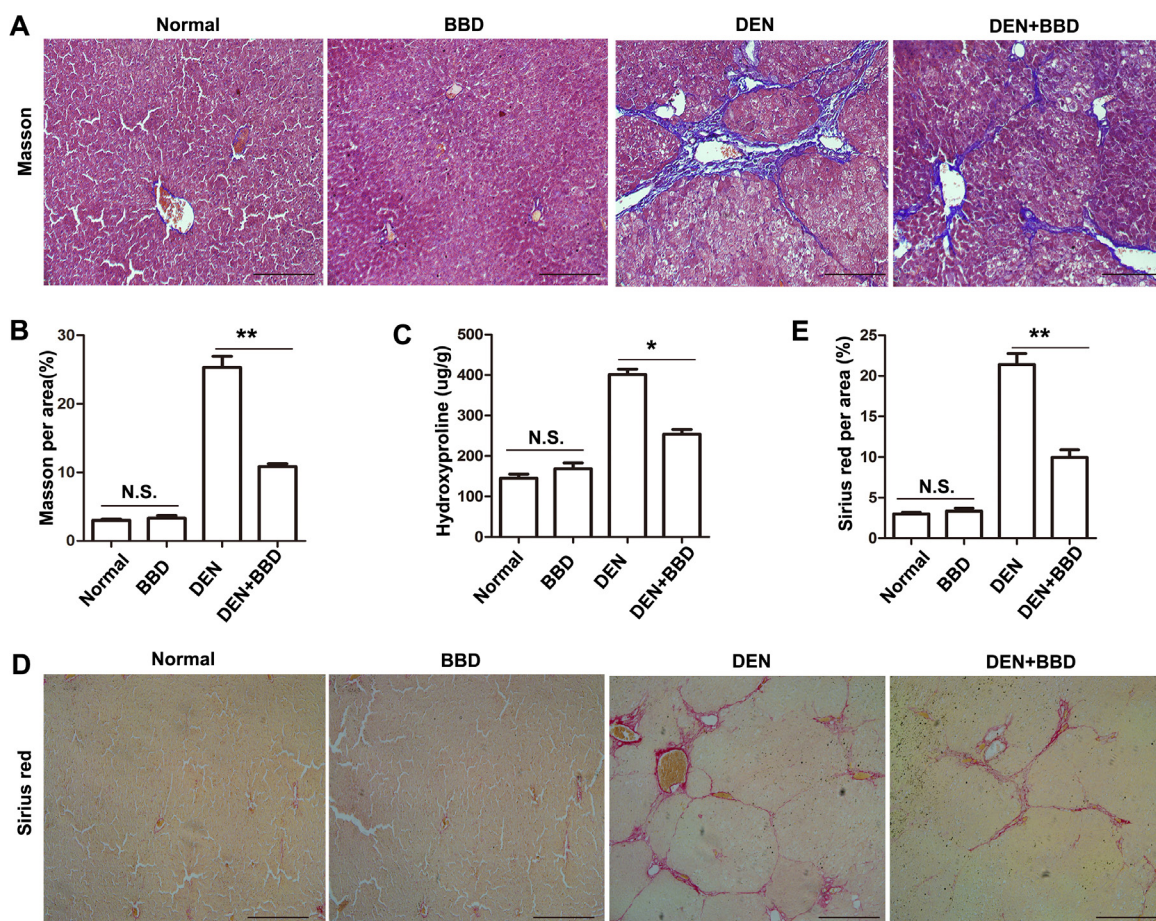 A
Normal
BBD
DEN
DEN+BBD
Masson
B
Masson per area(%)
30
20
10
0
N.S.
**
Normal
BBD
DEN
DEN+BBD
C
Hydroxyproline (ug/g)
500
400
300
200
100
0
N.S.
*
Normal
BBD
DEN
DEN+BBD
E
Sirius red per area (%)
25
20
15
10
5
0
N.S.
**
Normal
BBD
DEN
DEN+BBD
D
Normal
BBD
DEN
DEN+BBD
Sirius red